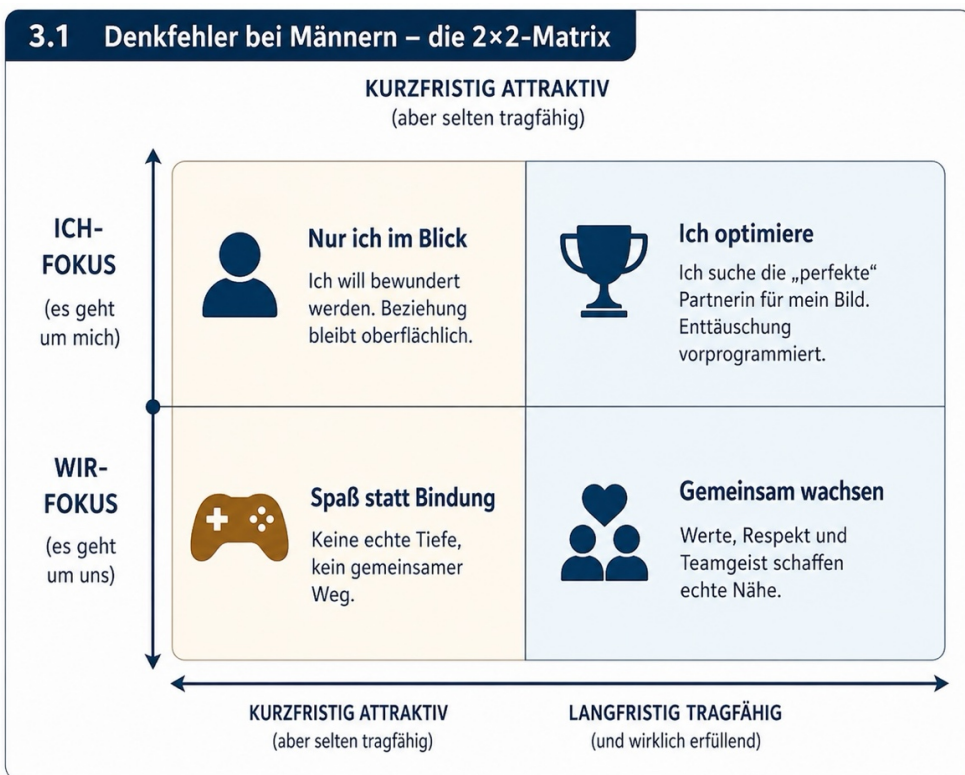 3.1 Denkfehler bei Männern – die 2×2-Matrix
KURZFRISTIG ATTRAKTIV
(aber selten tragfähig)
ICH-
FOKUS
(es geht
um mich)
Nur ich im Blick
Ich will bewundert
werden. Beziehung
bleibt oberflächlich.
Ich optimiere
Ich suche die „perfekte“
Partnerin für mein Bild.
Enttäuschung
vorprogrammiert.
WIR-
FOKUS
(es geht
um uns)
Spaß statt Bindung
Keine echte Tiefe,
kein gemeinsamer
Weg.
Gemeinsam wachsen
Werte, Respekt und
Teamgeist schaffen
echte Nähe.
KURZFRISTIG ATTRAKTIV
(aber selten tragfähig)
LANGFRISTIG TRAGFÄHIG
(und wirklich erfüllend)